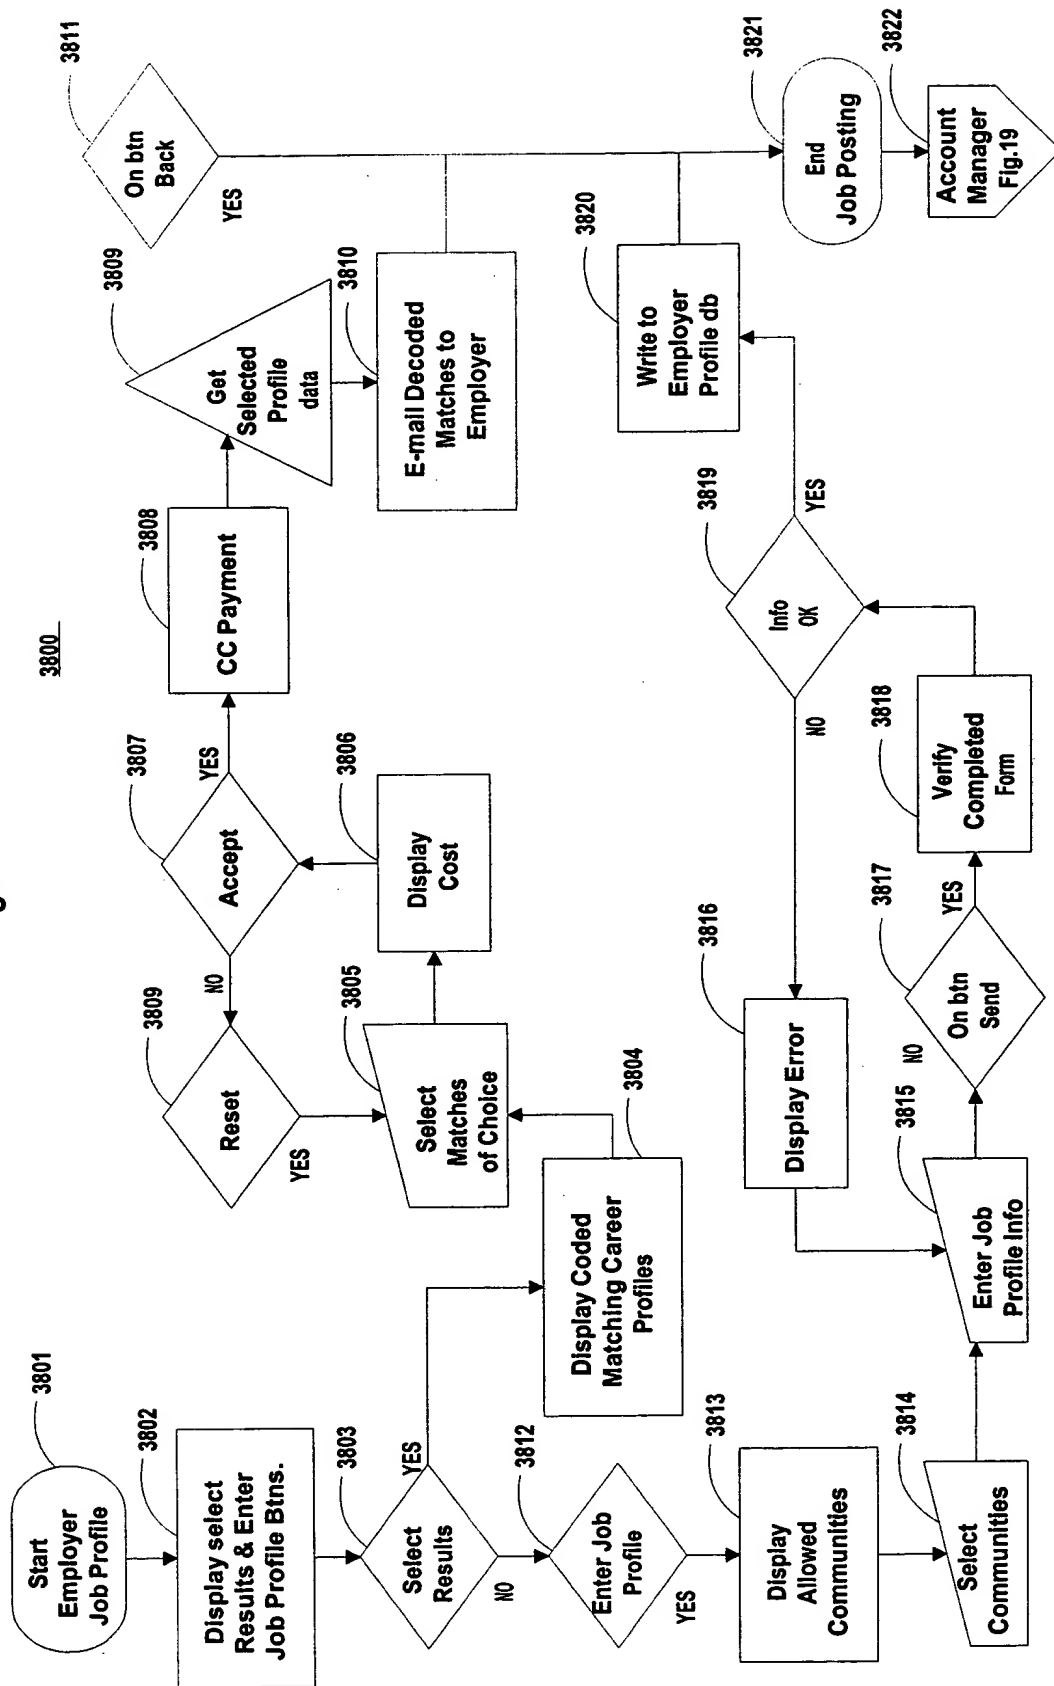 3800
3801
Start
Employer
Job Profile
3802
Display select
Results & Enter
Job Profile Btns.
3803
Select
Results
YES
NO
3812
Enter Job
Profile
YES
3813
Display
Allowed
Communities
3814
Select
Communities
3804
Display Coded
Matching Career
Profiles
3805
Select
Matches
of Choice
3809
Reset
YES
NO
3806
Display
Cost
3807
Accept
YES
3808
CC Payment
3809
Get
Selected
Profile
data
3810
E-mail Decoded
Matches to
Employer
3811
On btn
Back
YES
3815
Enter Job
Profile Info
3816
Display Error
3817
On btn
Send
NO
YES
3818
Verify
Completed
Form
3819
Info
OK
NO
YES
3820
Write to
Employer
Profile db
3821
End
Job Posting
3822
Account
Manager
Fig.19